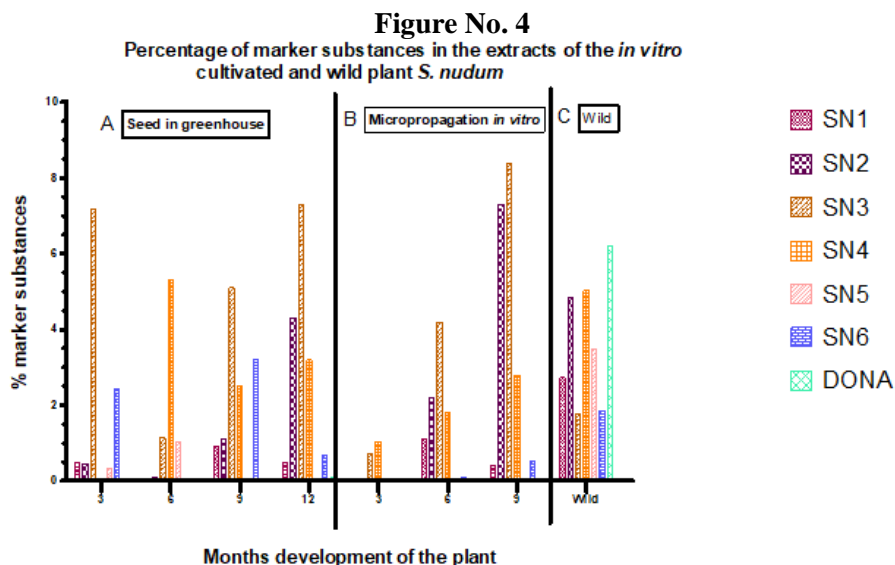 Figure No. 4
Percentage of marker substances in the extracts of the in vitro
cultivated and wild plant S. nudum
A Seed in greenhouse
B Micropropagation in vitro
C Wild
% marker substances
10
8
6
4
2
0
3 6 9 12 3 6 9 Wild
Months development of the plant
SN1
SN2
SN3
SN4
SN5
SN6
DONA